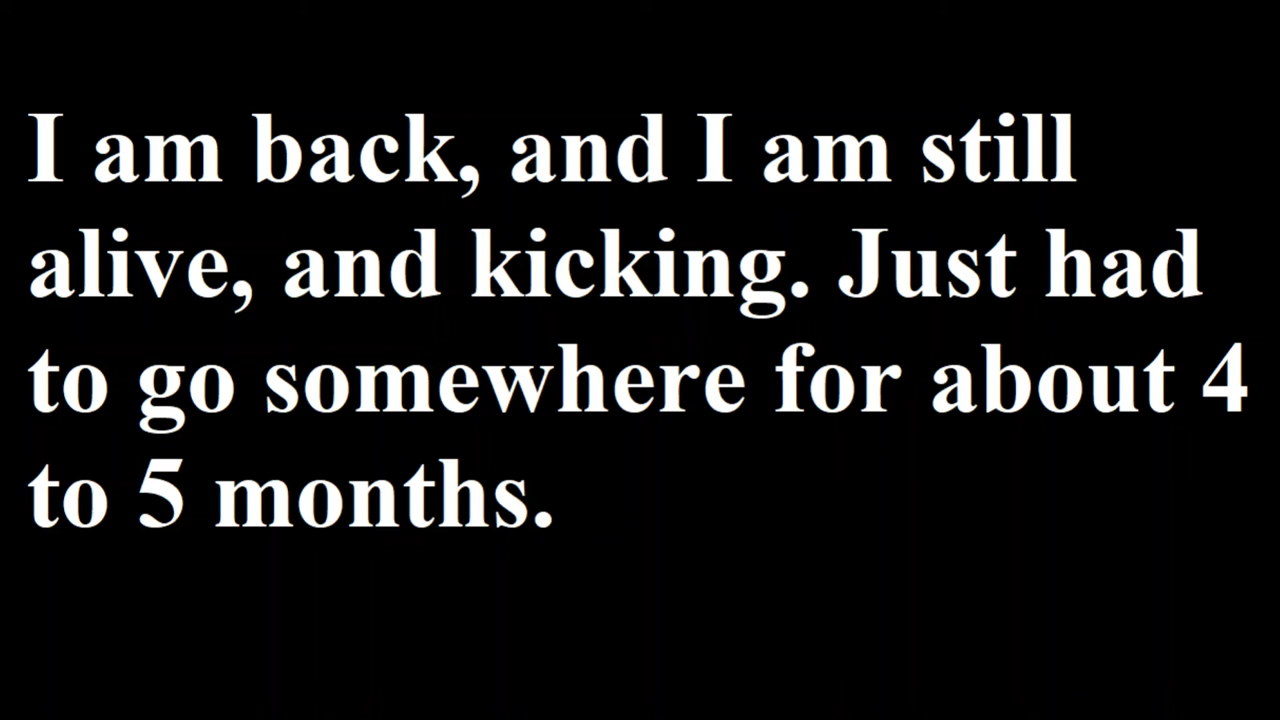 I am back, and I am still
alive, and kicking. Just had
to go somewhere for about 4
to 5 months.